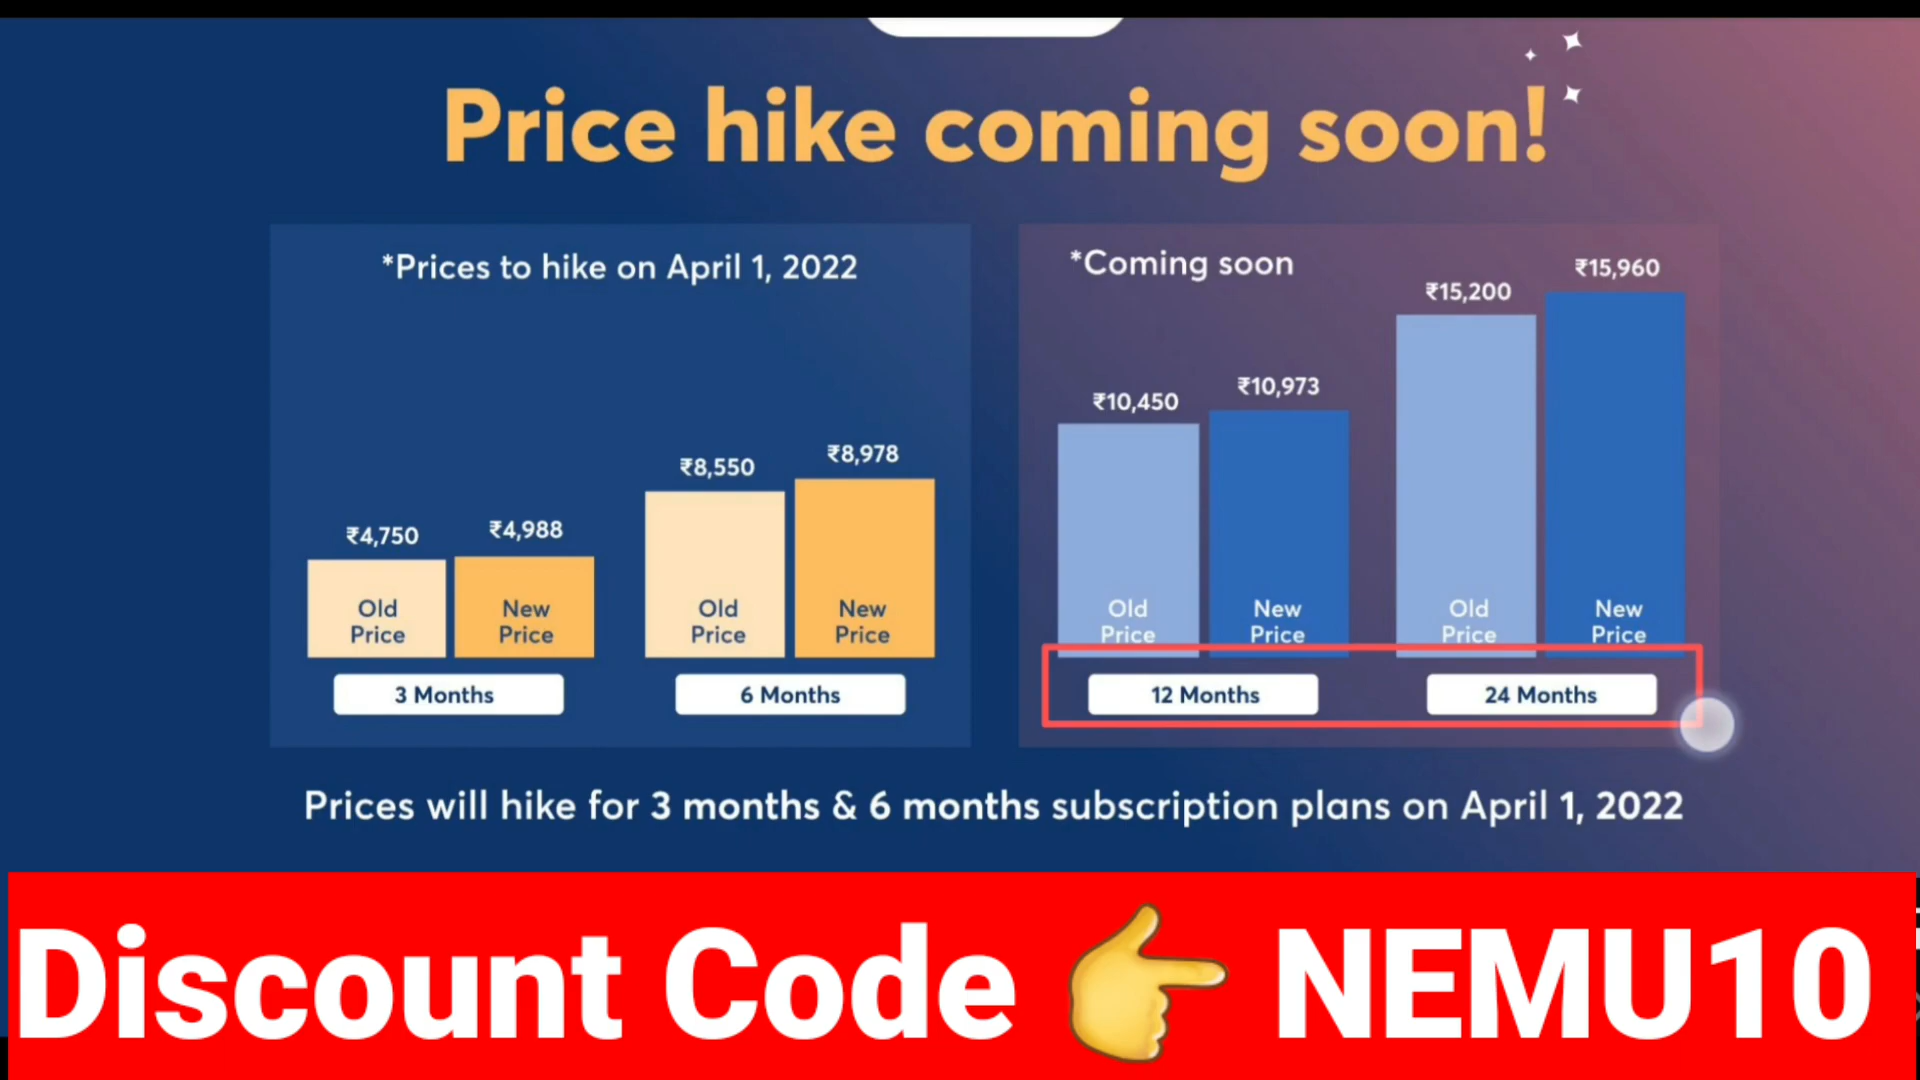 Price hike coming soon!
*Prices to hike on April 1, 2022
₹4,750
₹4,988
₹8,550
₹8,978
Old
Price
New
Price
Old
Price
New
Price
3 Months
6 Months
*Coming soon
₹10,450
₹10,973
₹15,200
₹15,960
Old
Price
New
Price
Old
Price
New
Price
12 Months
24 Months
Prices will hike for 3 months & 6 months subscription plans on April 1, 2022
Discount Code 👉 NEMU10